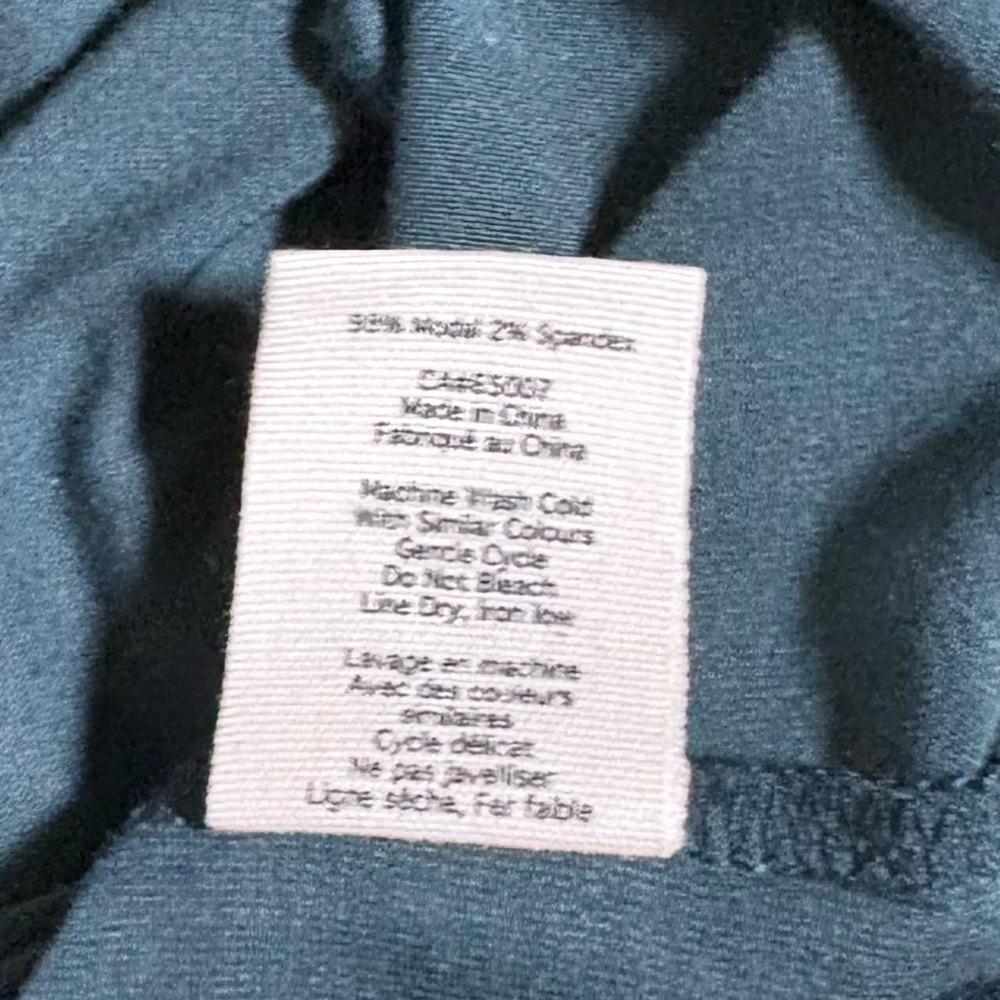 98% Modal 2% Spandex
CA#ES007
Made in China
Fabriqué au China
Machine Wash Cold
With Similar Colours
Gentle Cycle
Do Not Bleach
Line Dry, Iron low
Lavage en machine
Avec des couleurs
similaires
Cycle délicat
Ne pas javelliser
Ligne sèche, Fer faible